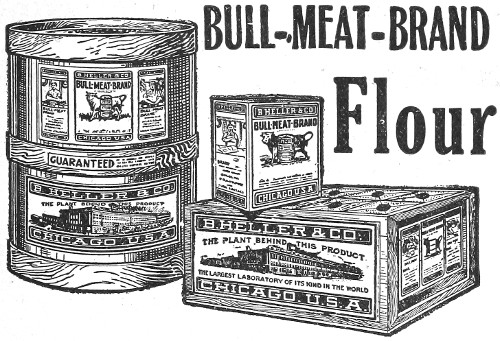 BULL-MEAT-BRAND
Flour
B. HELLER & CO.
BULL-MEAT-BRAND
CHICAGO, U.S.A.
GUARANTEED
B. HELLER & CO.
THE PLANT BEHIND THIS PRODUCT
CHICAGO. U.S.A.
B. HELLER & CO.
BULL-MEAT-BRAND
CHICAGO U.S.A.
B. HELLER & CO.
THE PLANT BEHIND THIS PRODUCT.
THE LARGEST LABORATORY OF ITS KIND IN THE WORLD
CHICAGO, U.S.A.